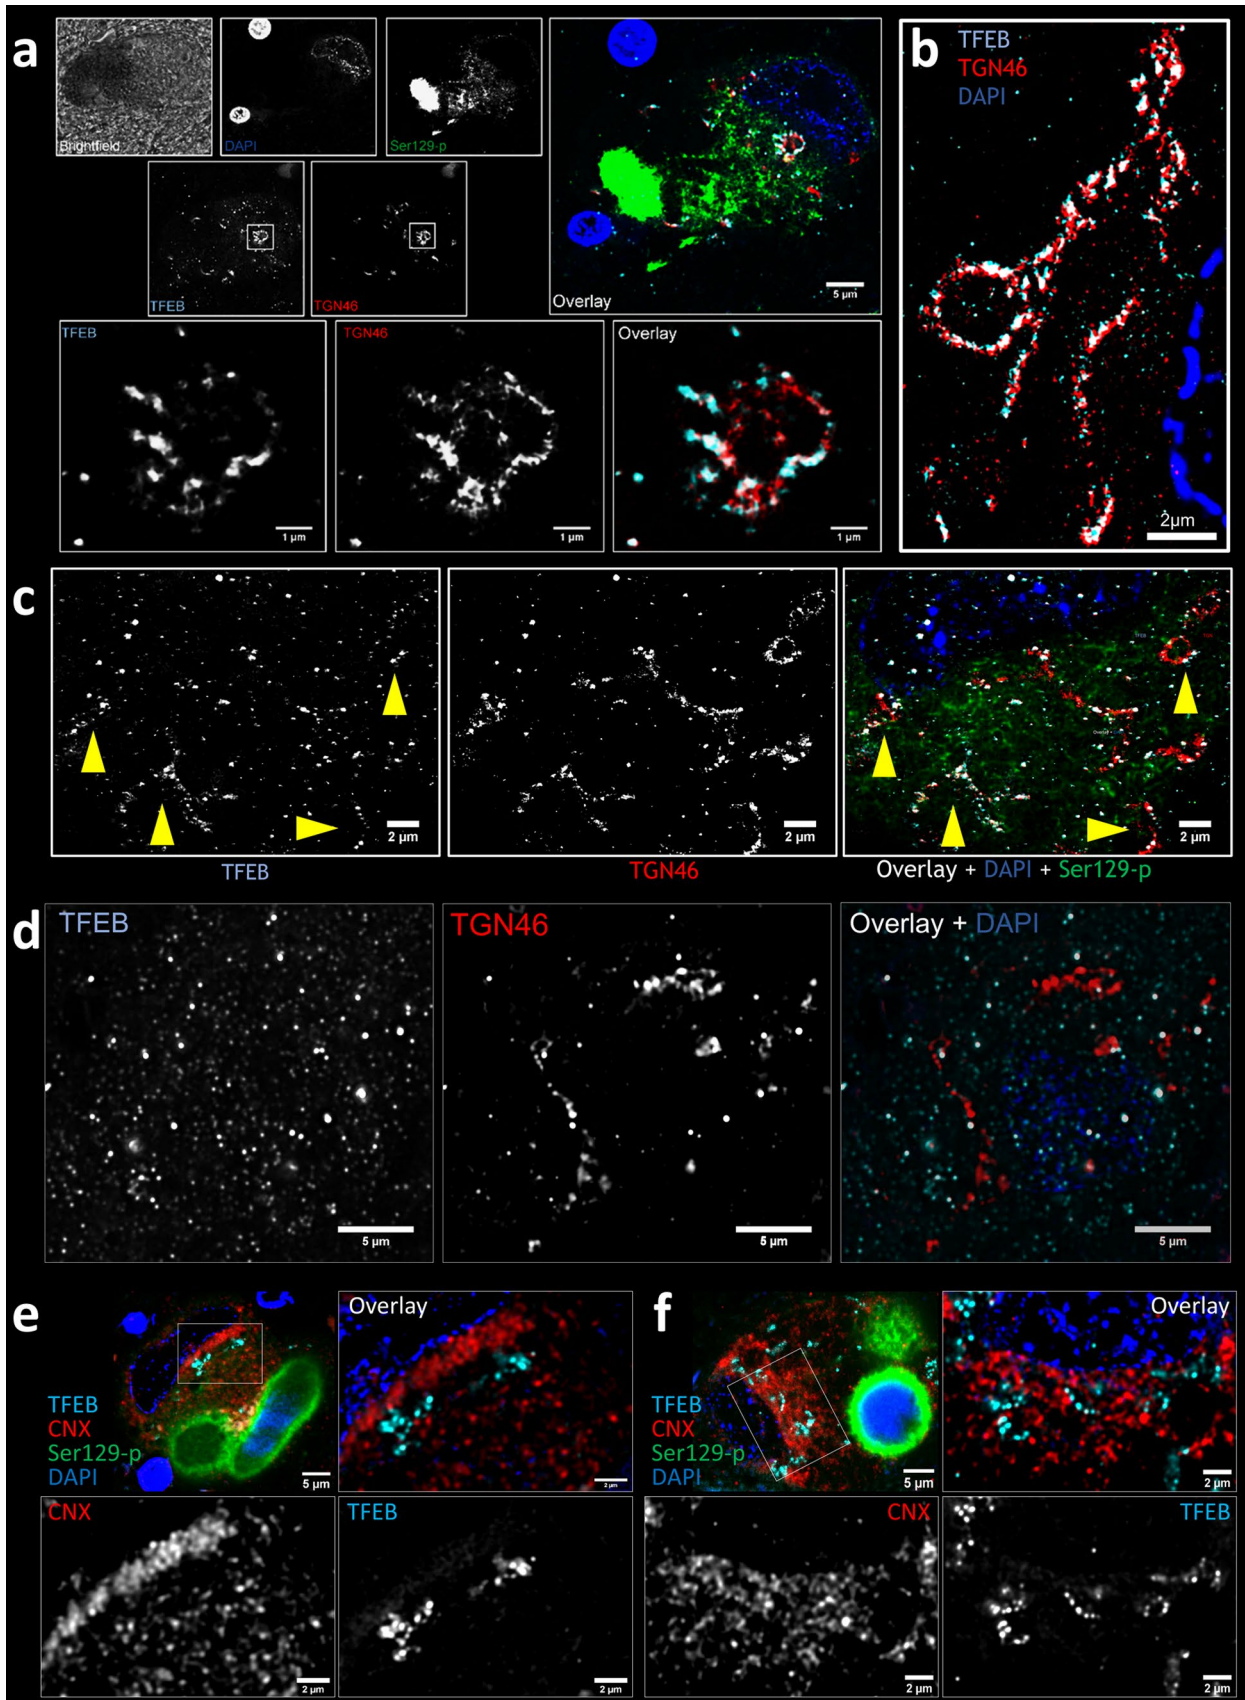 a
Brightfield
DAPI
Ser129-p
TFEB
TGN46
Overlay
5 µm
TFEB
1 µm
TGN46
1 µm
Overlay
1 µm
b
TFEB
TGN46
DAPI
2µm
c
2 µm
2 µm
2 µm
TFEB
TGN46
Overlay + DAPI + Ser129-p
d
TFEB
5 µm
TGN46
5 µm
Overlay + DAPI
5 µm
e
TFEB
CNX
Ser129-p
DAPI
5 µm
Overlay
2 µm
CNX
2 µm
TFEB
2 µm
f
TFEB
CNX
Ser129-p
DAPI
5 µm
Overlay
2 µm
CNX
2 µm
TFEB
2 µm